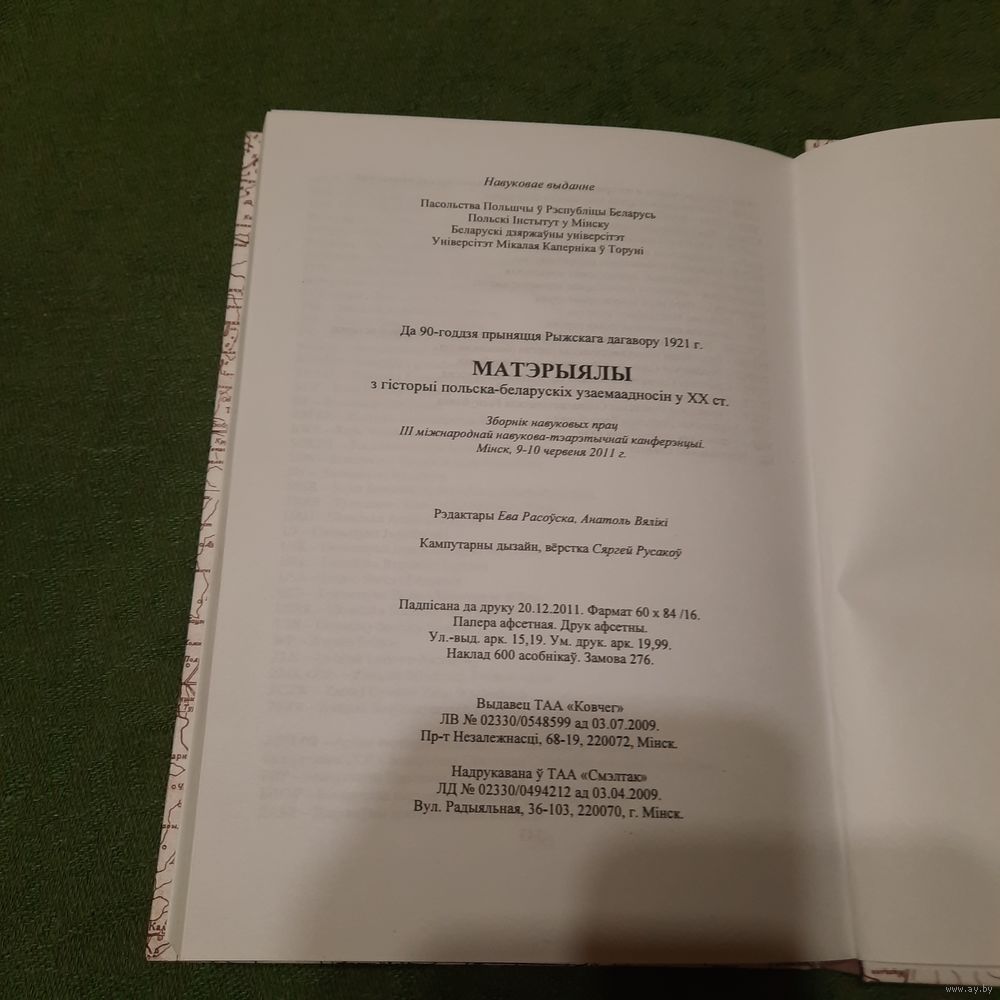 Навуковае выданне
Пасольства Польшчы ў Рэспубліцы Беларусь
Польскі Інстытут у Мінску
Беларускі дзяржаўны універсітэт
Універсітэт Мікалая Каперніка ў Торуні
Да 90-годдзя прыняцця Рыжскага дагавору 1921 г.
МАТЭРЫЯЛЫ
з гісторыі польска-беларускіх узаемаадносін у XX ст.
Зборнік навуковых прац
III міжнароднай навукова-тэарэтычнай канферэнцыі.
Мінск, 9-10 червеня 2011 г.
Рэдактары Ева Расоўска, Анатоль Вялікі
Кампутарны дызайн, вёрстка Сяргей Русакоў
Падпісана да друку 20.12.2011. Фармат 60 х 84 /16.
Папера афсетная. Друк афсетны.
Ул.-выд. арк. 15,19. Ум. друк. арк. 19,99.
Наклад 600 асобнікаў. Замова 276.
Выдавец ТАА «Ковчег»
ЛВ № 02330/0548599 ад 03.07.2009.
Пр-т Незалежнасці, 68-19, 220072, Мінск.
Надрукавана ў ТАА «Смэлтак»
ЛД № 02330/0494212 ад 03.04.2009.
Вул. Радыяльная, 36-103, 220070, г. Мінск.
www.ay.by